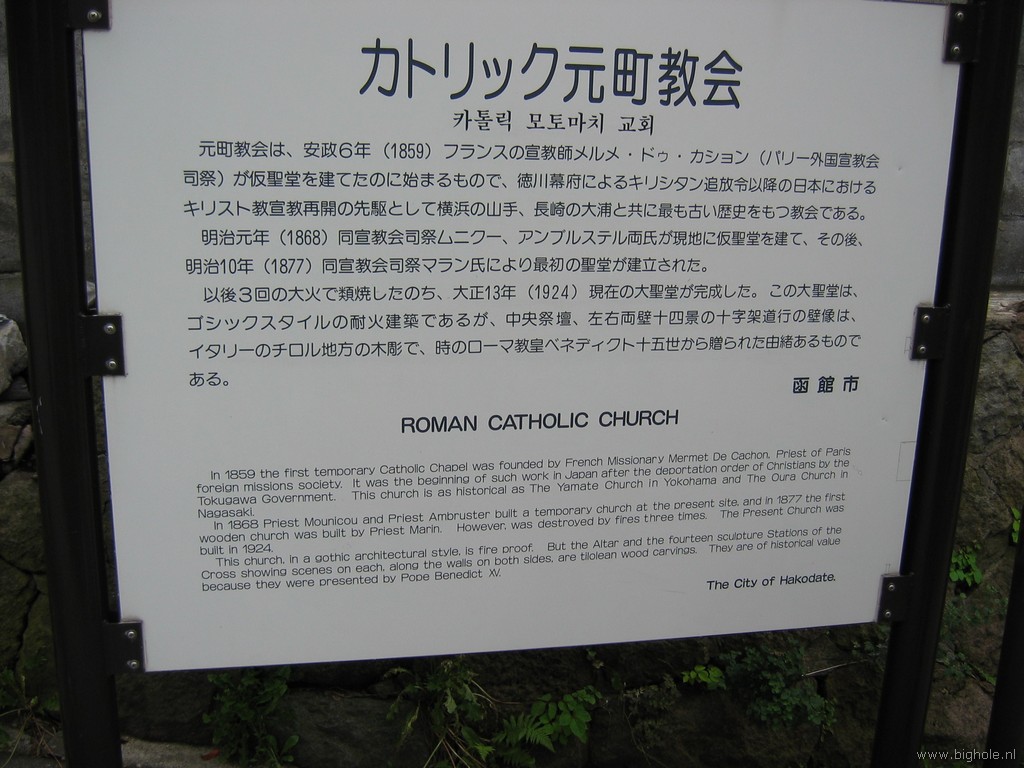 カトリック元町教会
카톨릭 모토마치 교회
元町教会は、安政6年（1859）フランスの宣教師メルメ・ドゥ・カション（パリー外国宣教会
司祭）が仮聖堂を建てたのに始まるもので、徳川幕府によるキリシタン追放令以降の日本における
キリスト教宣教再開の先駆として横浜の山手、長崎の大浦と共に最も古い歴史をもつ教会である。
明治元年（1868）同宣教会司祭ムニクー、アンブルステル両氏が現地に仮聖堂を建て、その後、
明治10年（1877）同宣教会司祭マラン氏により最初の聖堂が建立された。
以後3回の大火で類焼したのち、大正13年（1924）現在の大聖堂が完成した。この大聖堂は、
ゴシックスタイルの耐火建築であるが、中央祭壇、左右両壁十四景の十字架道行の壁像は、
イタリーのチロル地方の木彫で、時のローマ教皇ベネディクト十五世から贈られた由緒あるもので
ある。
函館市
ROMAN CATHOLIC CHURCH
In 1859 the first temporary Catholic Chapel was founded by French Missionary Mermet De Cachon, Priest of Paris
foreign missions society. It was the beginning of such work in Japan after the deportation order of Christians by the
Tokugawa Government. This church is as historical as The Yamate Church in Yokohama and The Oura Church in
Nagasaki.
In 1868 Priest Mounicou and Priest Ambruster built a temporary church at the present site, and in 1877 the first
wooden church was built by Priest Marin. However, was destroyed by fires three times. The Present Church was
built in 1924.
This church, in a gothic architectural style, is fire proof. But the Altar and the fourteen sculpture Stations of the
Cross showing scenes on each, along the walls on both sides, are tilolean wood carvings. They are of historical value
because they were presented by Pope Benedict XV.
The City of Hakodate.
www.bighole.nl